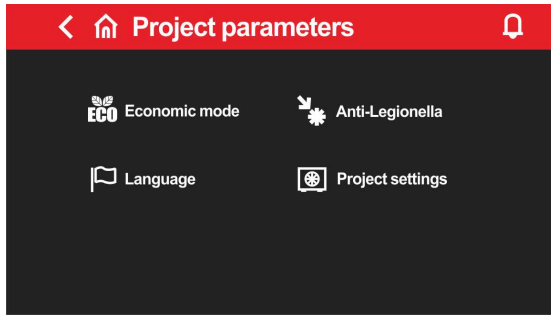 Project parameters
ECO Economic mode
Anti-Legionella
Language
Project settings